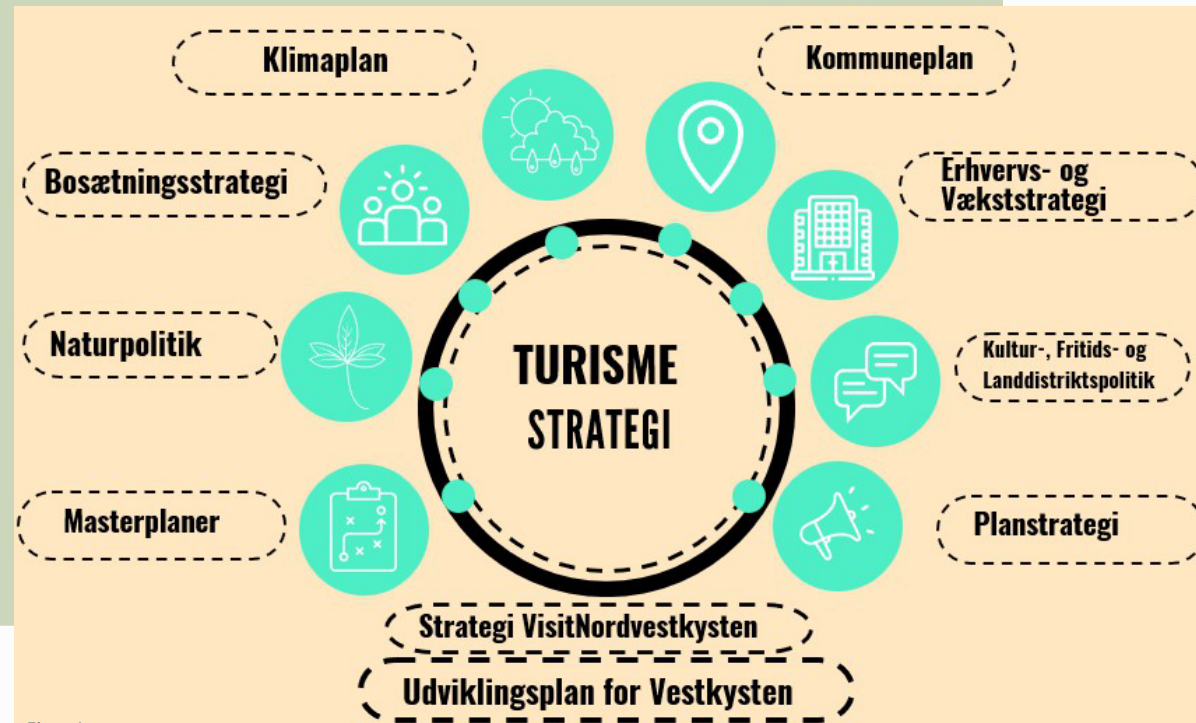 Klimaplan
Kommuneplan
Bosætningsstrategi
Erhvervs- og
Vækststrategi
Naturpolitik
TURISME
STRATEGI
Kultur-, Fritids- og
Landdistriktspolitik
Masterplaner
Planstrategi
Strategi VisitNordvestkysten
Udviklingsplan for Vestkysten